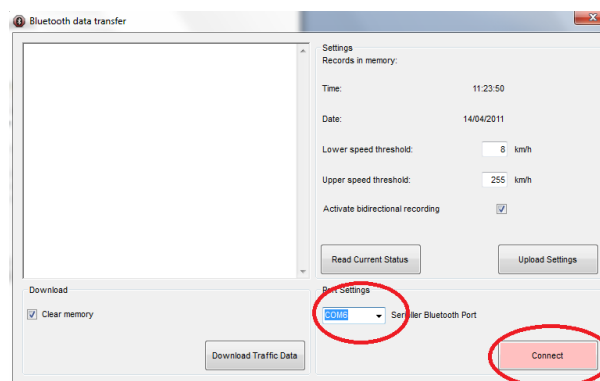 Bluetooth data transfer
Settings
Records in memory:
Time: 11:23:50
Date: 14/04/2011
Lower speed threshold: 8 km/h
Upper speed threshold: 255 km/h
Activate bidirectional recording
Read Current Status Upload Settings
Download
Clear memory
Download Traffic Data
Port Settings
COM6 Bluetooth Port
Connect